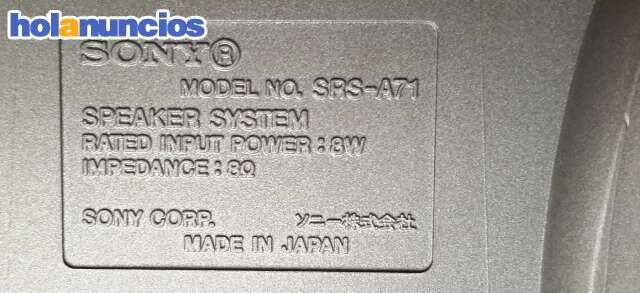 holanuncios
SONY®
MODEL NO. SRS-A71
SPEAKER SYSTEM
RATED INPUT POWER : 8W
IMPEDANCE : 8Ω
SONY CORP. ソニー株式会社
MADE IN JAPAN